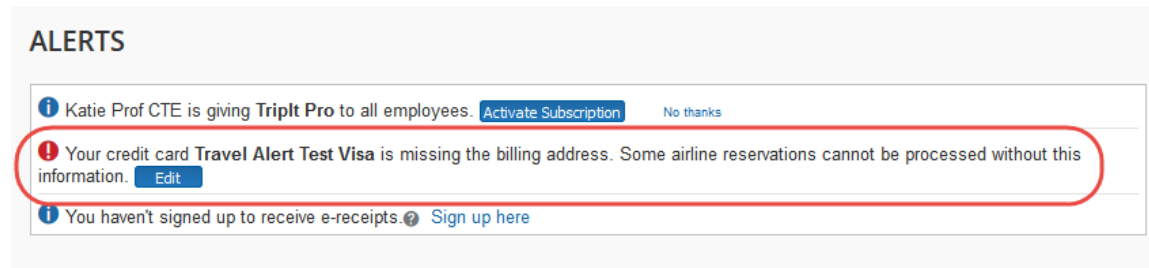 ALERTS
Katie Prof CTE is giving TripIt Pro to all employees. Activate Subscription No thanks
Your credit card Travel Alert Test Visa is missing the billing address. Some airline reservations cannot be processed without this
information. Edit
You haven't signed up to receive e-receipts. Sign up here